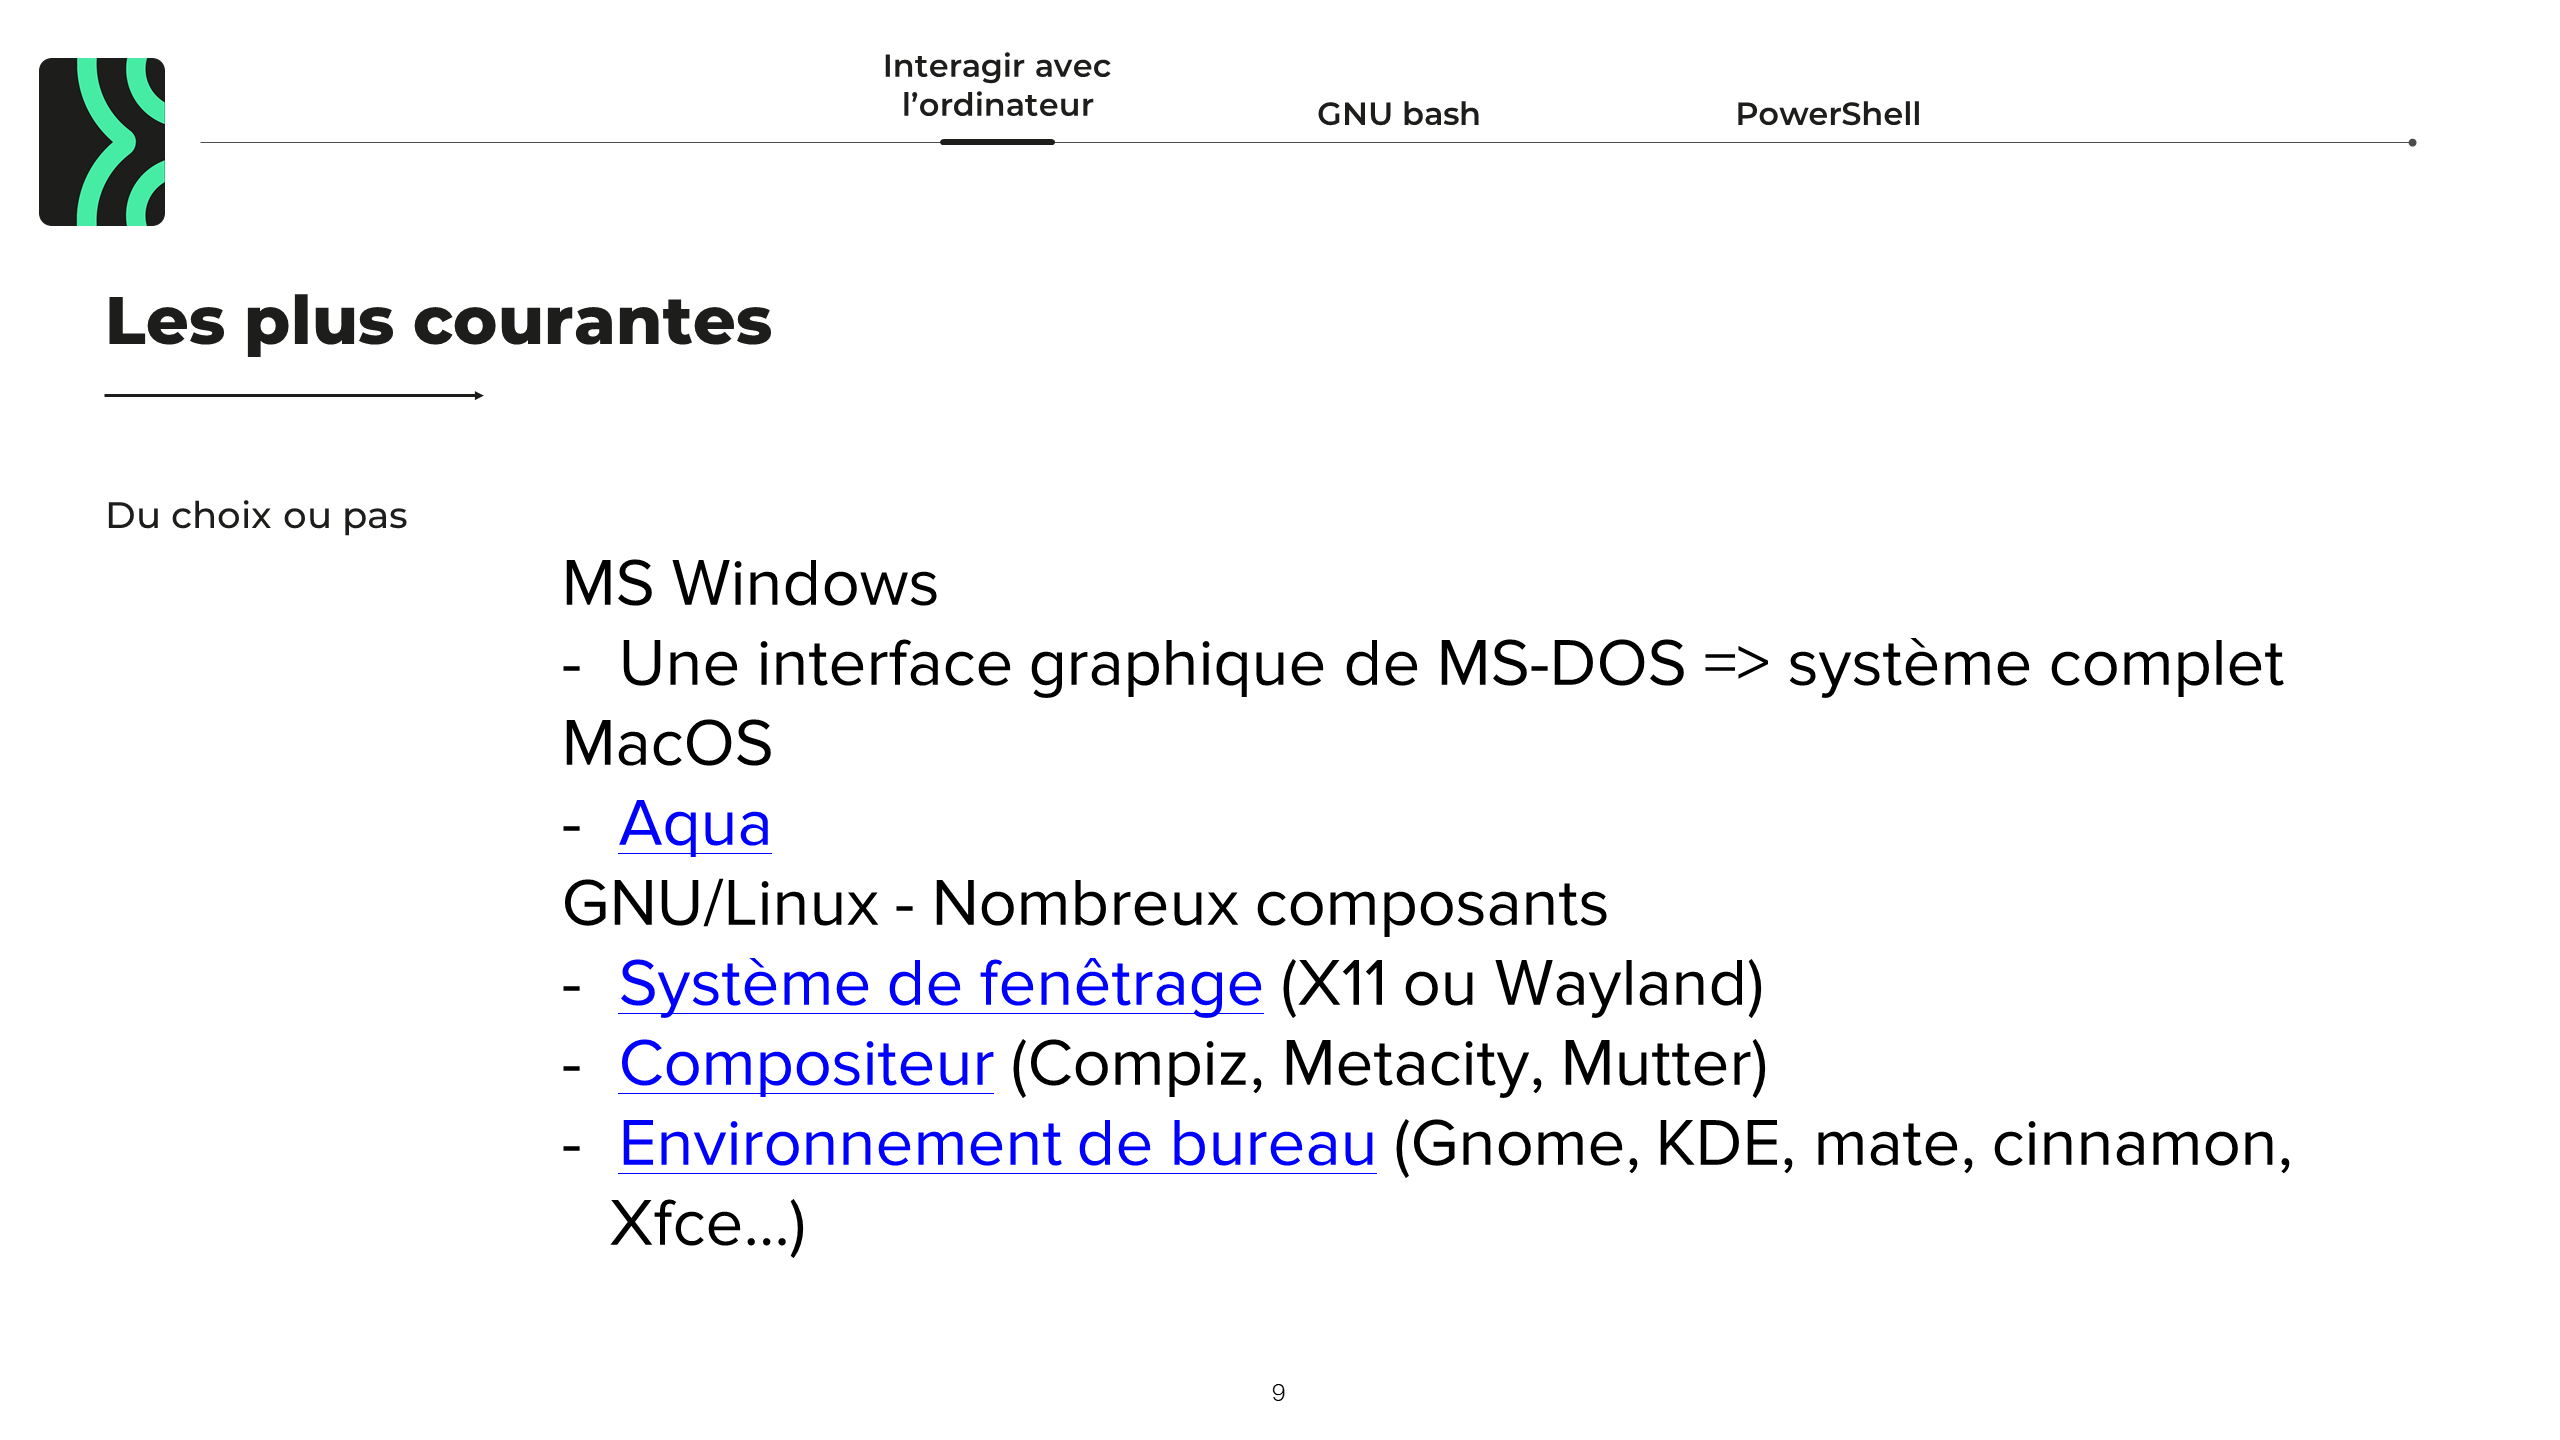 Interagir avec
l’ordinateur
GNU bash
PowerShell
Les plus courantes
Du choix ou pas
MS Windows
- Une interface graphique de MS-DOS => système complet
MacOS
- Aqua
GNU/Linux - Nombreux composants
- Système de fenêtrage (X11 ou Wayland)
- Compositeur (Compiz, Metacity, Mutter)
- Environnement de bureau (Gnome, KDE, mate, cinnamon,
Xfce...)
9